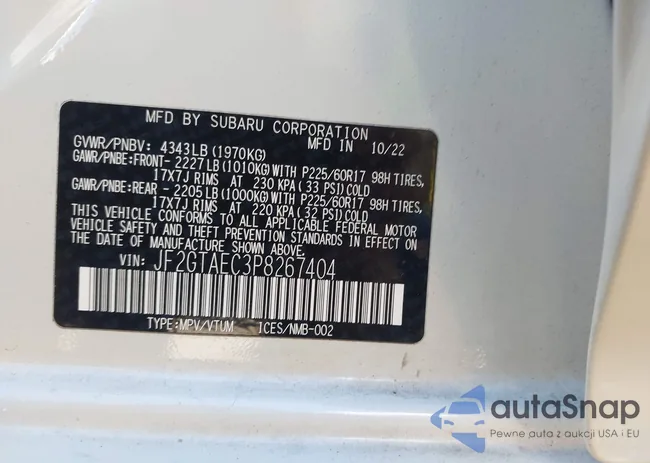 MFD BY SUBARU CORPORATION
GVWR/PNBV: 4343LB (1970KG) MFD IN 10/22
GAWR/PNBE:FRONT- 2227LB(1010KG)WITH P225/60R17 98H TIRES,
17X7J RIMS AT 230 KPA( 33 PSI)COLD
GAWR/PNBE:REAR - 2205LB(1000KG)WITH P225/60R17 98H TIRES,
17X7J RIMS AT 220 KPA( 32 PSI)COLD
THIS VEHICLE CONFORMS TO ALL APPLICABLE FEDERAL MOTOR
VEHICLE SAFETY AND THEFT PREVENTION STANDARDS IN EFFECT ON
THE DATE OF MANUFACTURE SHOWN ABOVE.
VIN: JF2GTAEC3P8267404
TYPE:MPV/VTUM ICES/NMB-002
autaSnap
Pewne auta z aukcji USA i EU